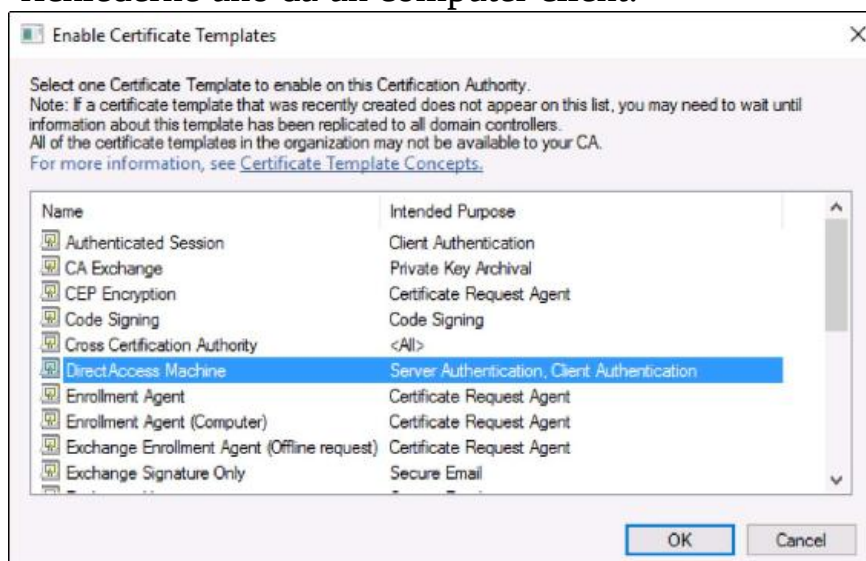 richiederne uno da un computer client.
Enable Certificate Templates
Select one Certificate Template to enable on this Certification Authority.
Note: If a certificate template that was recently created does not appear on this list, you may need to wait until
information about this template has been replicated to all domain controllers.
All of the certificate templates in the organization may not be available to your CA.
For more information, see Certificate Template Concepts.
Name Intended Purpose
Authenticated Session Client Authentication
CA Exchange Private Key Archival
CEP Encryption Certificate Request Agent
Code Signing Code Signing
Cross Certification Authority <All>
DirectAccess Machine Server Authentication, Client Authentication
Enrollment Agent Certificate Request Agent
Enrollment Agent (Computer) Certificate Request Agent
Exchange Enrollment Agent (Offline request) Certificate Request Agent
Exchange Signature Only Secure Email
OK Cancel